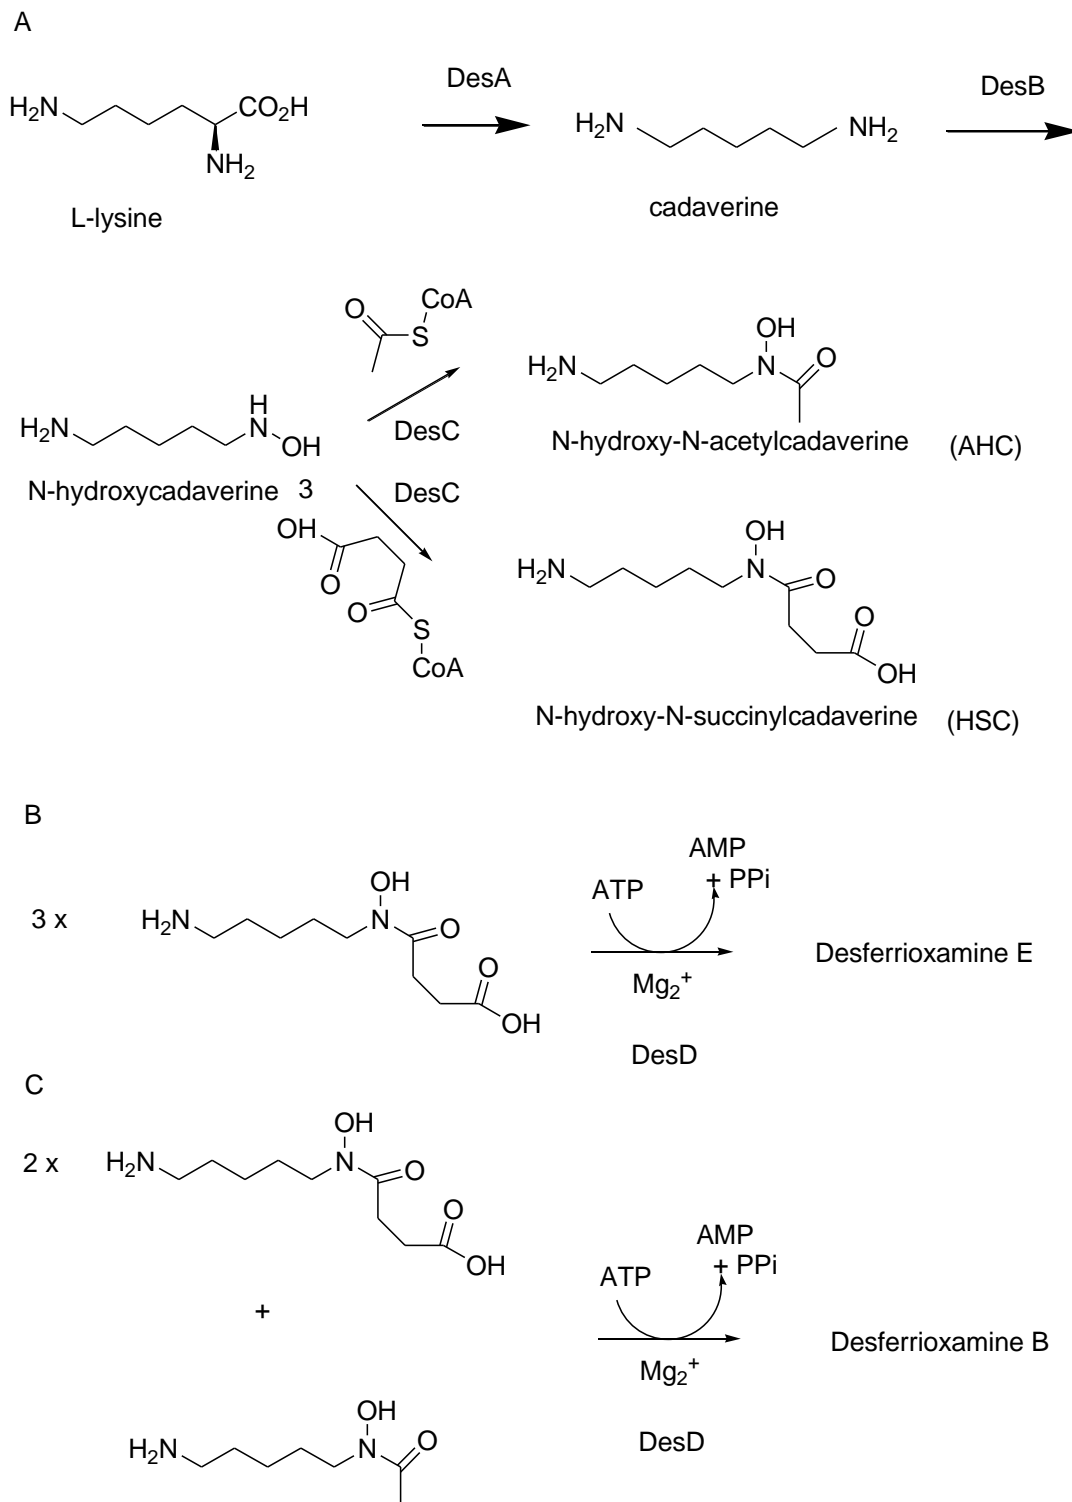 A
DesA
DesB
H2N
CO2H
NH2
H2N
NH2
L-lysine
cadaverine
CoA
O
S
OH
H2N
N
O
H
H2N
N
OH
DesC
N-hydroxy-N-acetylcadaverine (AHC)
N-hydroxycadaverine 3
DesC
OH
O
O
S
CoA
OH
H2N
N
O
O
OH
N-hydroxy-N-succinylcadaverine (HSC)
B
3 x
OH
H2N
N
O
O
OH
ATP
AMP
+ PPi
Mg2+
DesD
Desferrioxamine E
C
2 x
OH
H2N
N
O
O
OH
+
ATP
AMP
+ PPi
Mg2+
DesD
Desferrioxamine B
OH
H2N
N
O